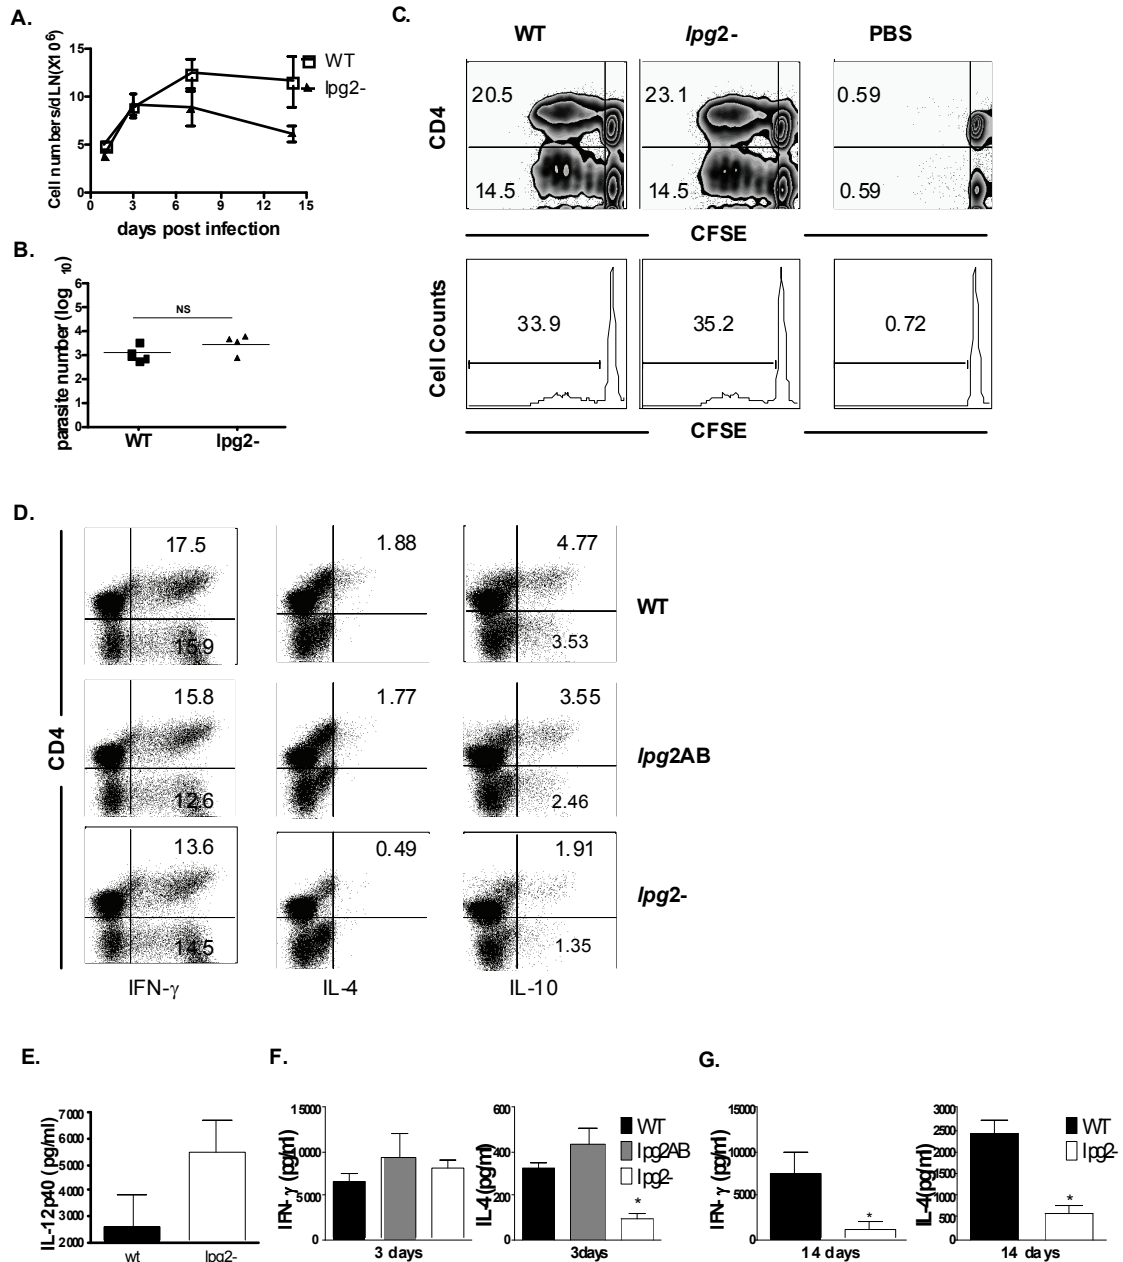 A.
Cell numbers/dLN(X10⁶)
15
10
5
0
0 3 6 9 12 15
days post infection
WT
lpg2-
B.
parasite number (log 10)
6
5
4
3
2
1
0
NS
WT lpg2-
C.
WT lpg2- PBS
CD4
20.5 23.1 0.59
14.5 14.5 0.59
CFSE
Cell Counts
33.9 35.2 0.72
CFSE
D.
CD4
17.5 1.88 4.77
WT
15.9 3.53
15.8 1.77 3.55
lpg2AB
12.6 2.46
13.6 0.49 1.91
lpg2-
14.5 1.35
IFN-γ IL-4 IL-10
E.
IL-12p40 (pg/ml)
7000
6000
5000
4000
3000
2000
wt lpg2-
F.
IFN-γ (pg/ml)
15000
10000
5000
0
3 days
IL-4 (pg/ml)
600
400
200
0
*
3days
WT
lpg2AB
lpg2-
G.
IFN-γ (pg/ml)
15000
10000
5000
0
*
14 days
IL-4(pg/ml)
3000
2500
2000
1500
1000
500
0
*
14 days
WT
lpg2-